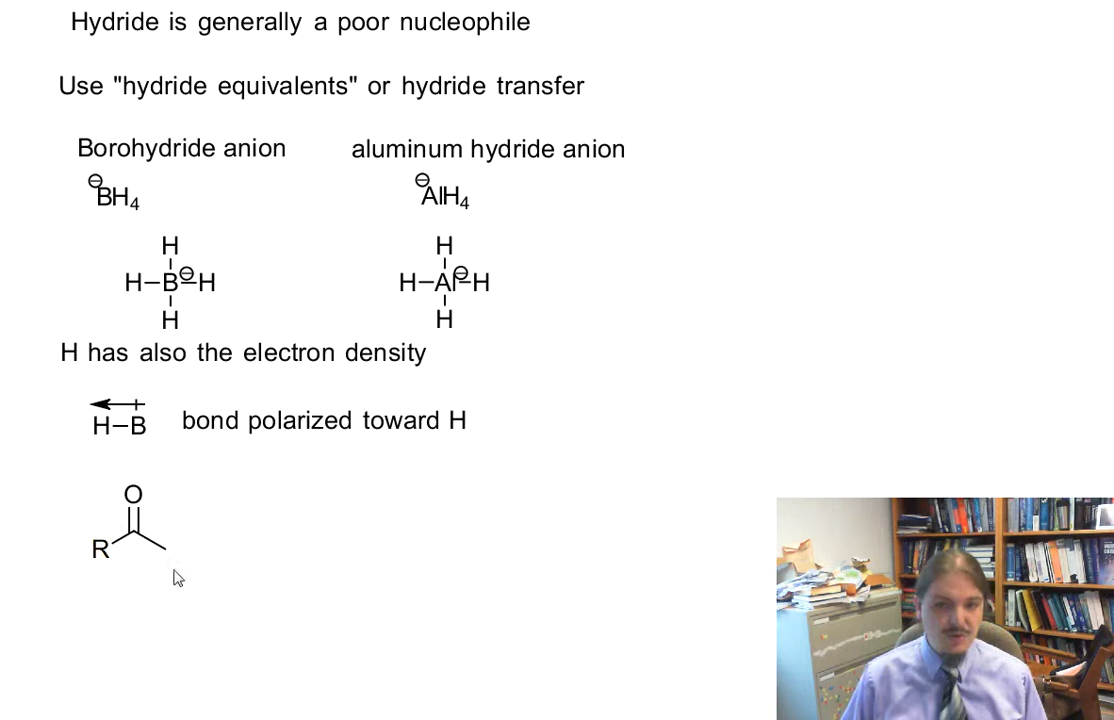 Hydride is generally a poor nucleophile
Use "hydride equivalents" or hydride transfer
Borohydride anion aluminum hydride anion
⊖BH₄ ⊖AlH₄
H H
H–B⊖–H H–Al⊖–H
H H
H has also the electron density
H–B bond polarized toward H
O
R